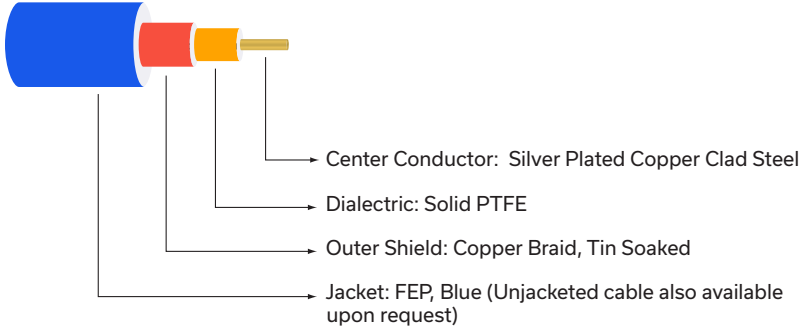 Center Conductor: Silver Plated Copper Clad Steel
Dialectric: Solid PTFE
Outer Shield: Copper Braid, Tin Soaked
Jacket: FEP, Blue (Unjacketed cable also available
upon request)